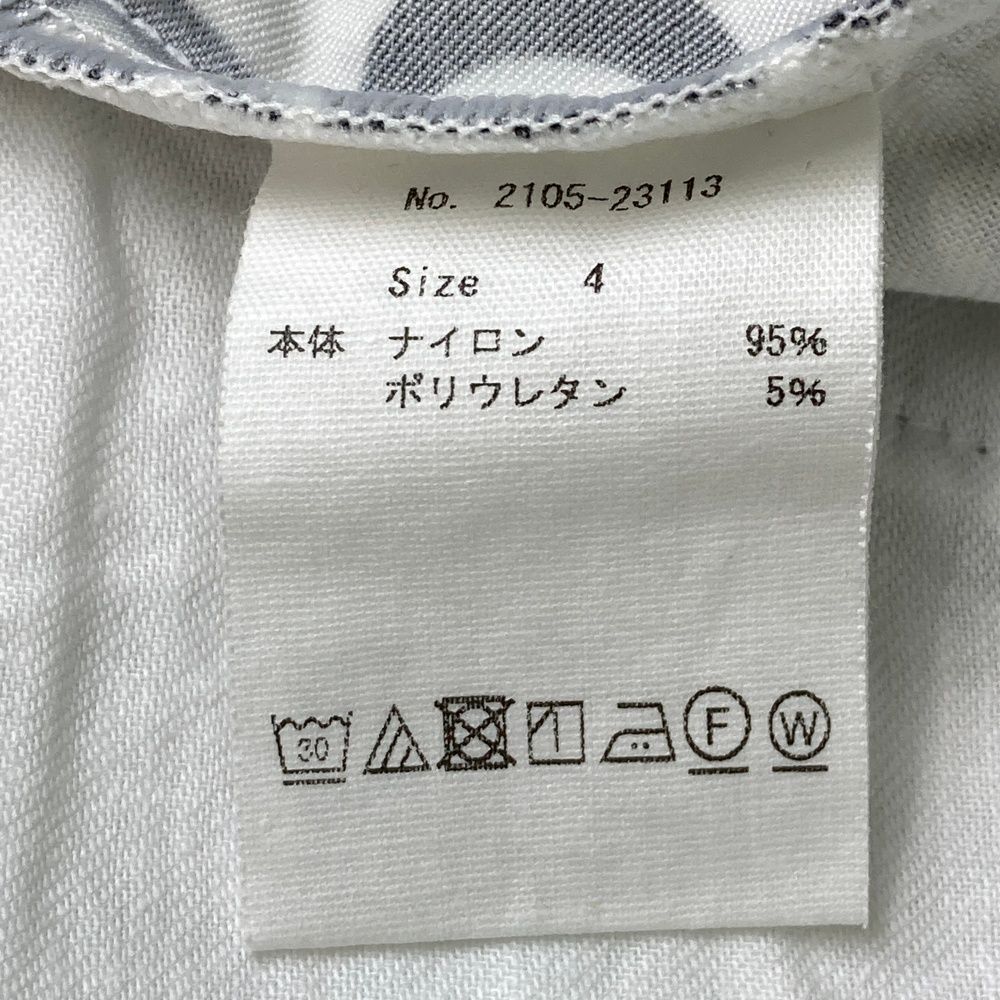 No. 2105-23113
Size 4
本体 ナイロン 95%
ポリウレタン 5%
30 F W